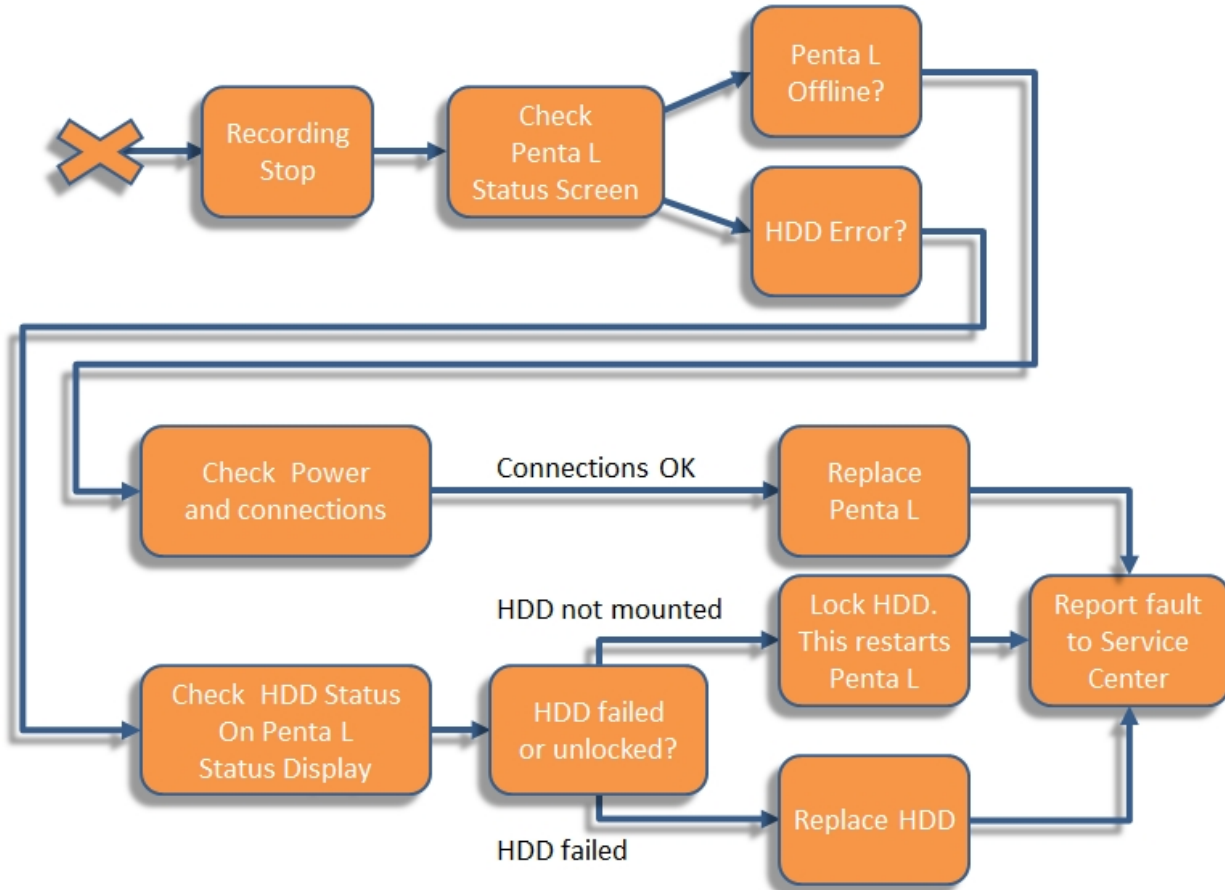 Recording
Stop
Check
Penta L
Status Screen
Penta L
Offline?
HDD Error?
Check Power
and connections
Connections OK
Replace
Penta L
Check HDD Status
On Penta L
Status Display
HDD failed
or unlocked?
HDD not mounted
Lock HDD.
This restarts
Penta L
HDD failed
Replace HDD
Report fault
to Service
Center